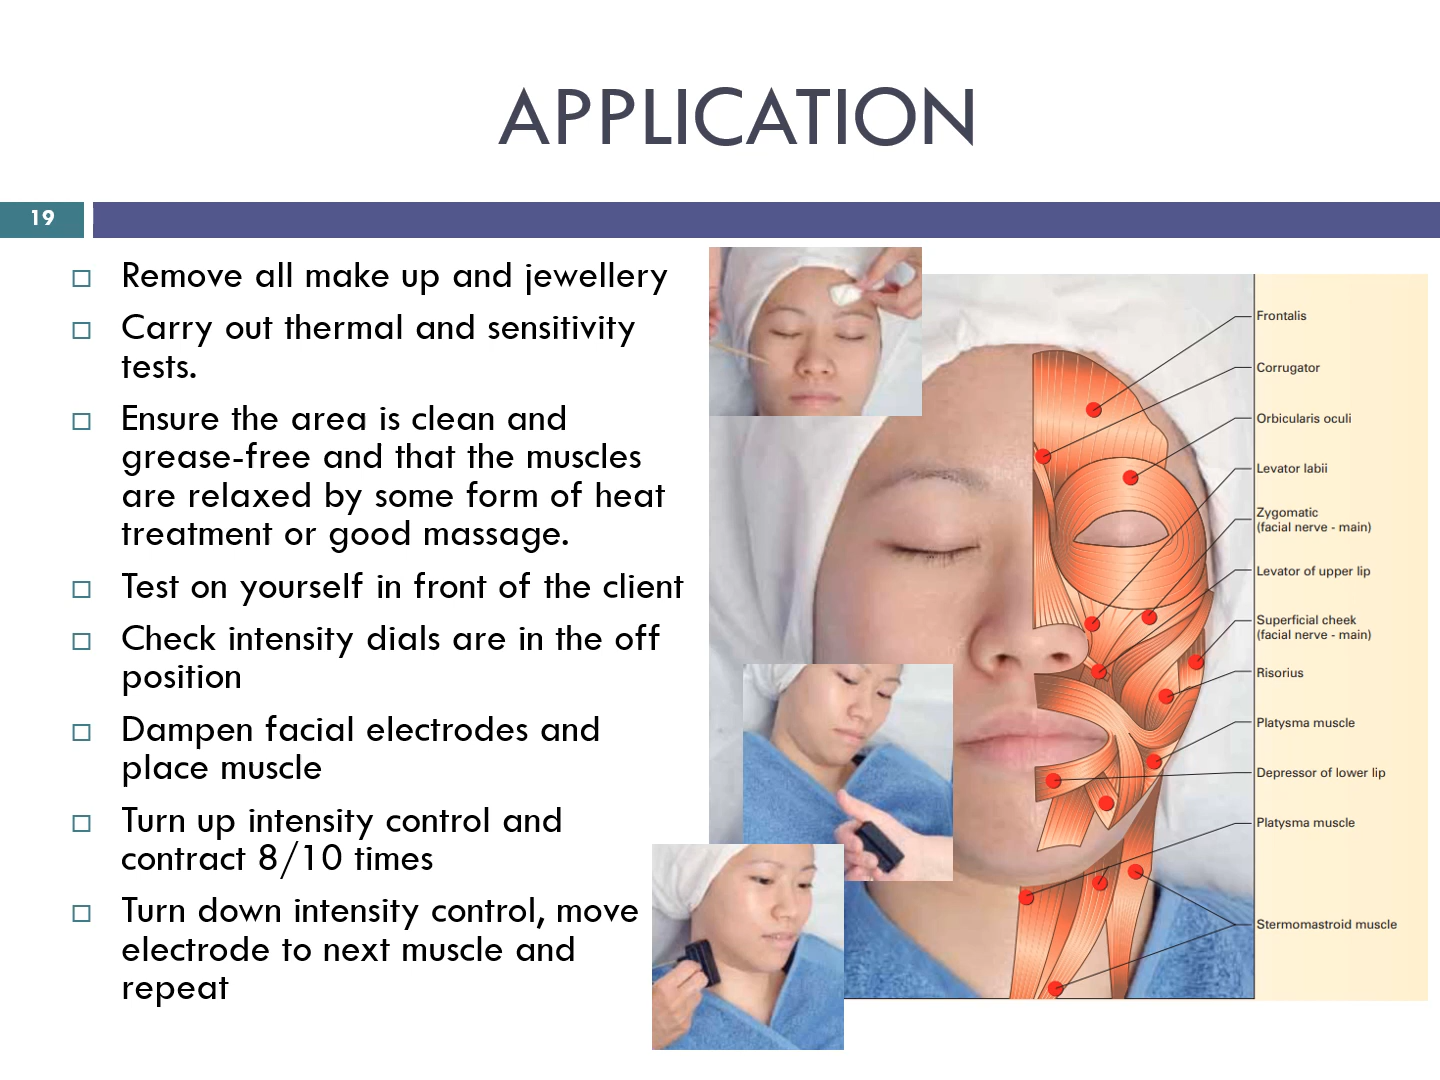 APPLICATION
19
Remove all make up and jewellery
Carry out thermal and sensitivity
tests.
Ensure the area is clean and
grease-free and that the muscles
are relaxed by some form of heat
treatment or good massage.
Test on yourself in front of the client
Check intensity dials are in the off
position
Dampen facial electrodes and
place muscle
Turn up intensity control and
contract 8/10 times
Turn down intensity control, move
electrode to next muscle and
repeat
Frontalis
Corrugator
Orbicularis oculi
Levator labii
Zygomatic
(facial nerve - main)
Levator of upper lip
Superficial cheek
(facial nerve - main)
Risorius
Platysma muscle
Depressor of lower lip
Platysma muscle
Stermomastroid muscle